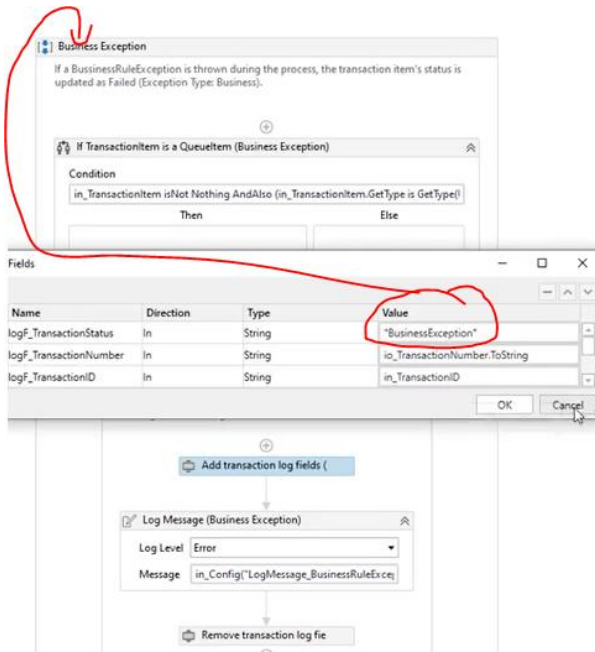 Business Exception
If a BussinessRuleException is thrown during the process, the transaction item's status is
updated as Failed (Exception Type: Business).
If TransactionItem is a QueueItem (Business Exception)
Condition
in_TransactionItem isNot Nothing AndAlso (in_TransactionItem.GetType is GetType(
Then Else
Fields
Name Direction Type Value
logF_TransactionStatus In String "BusinessException"
logF_TransactionNumber In String io_TransactionNumber.ToString
logF_TransactionID In String in_TransactionID
OK Cancel
Add transaction log fields (
Log Message (Business Exception)
Log Level Error
Message in_Config("LogMessage_BusinessRuleExce
Remove transaction log fie